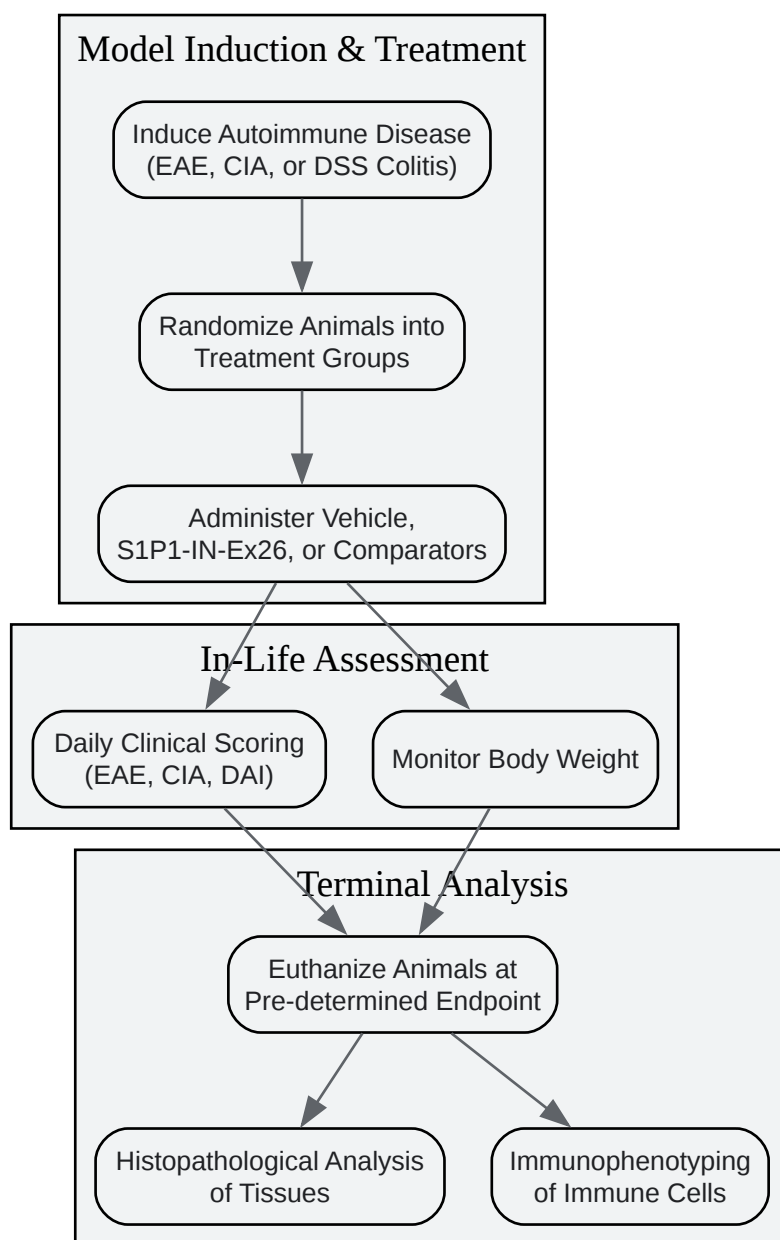 Model Induction & Treatment
Induce Autoimmune Disease
(EAE, CIA, or DSS Colitis)
Randomize Animals into
Treatment Groups
Administer Vehicle,
S1P1-IN-Ex26, or Comparators
In-Life Assessment
Daily Clinical Scoring
(EAE, CIA, DAI)
Monitor Body Weight
Terminal Analysis
Euthanize Animals at
Pre-determined Endpoint
Histopathological Analysis
of Tissues
Immunophenotyping
of Immune Cells